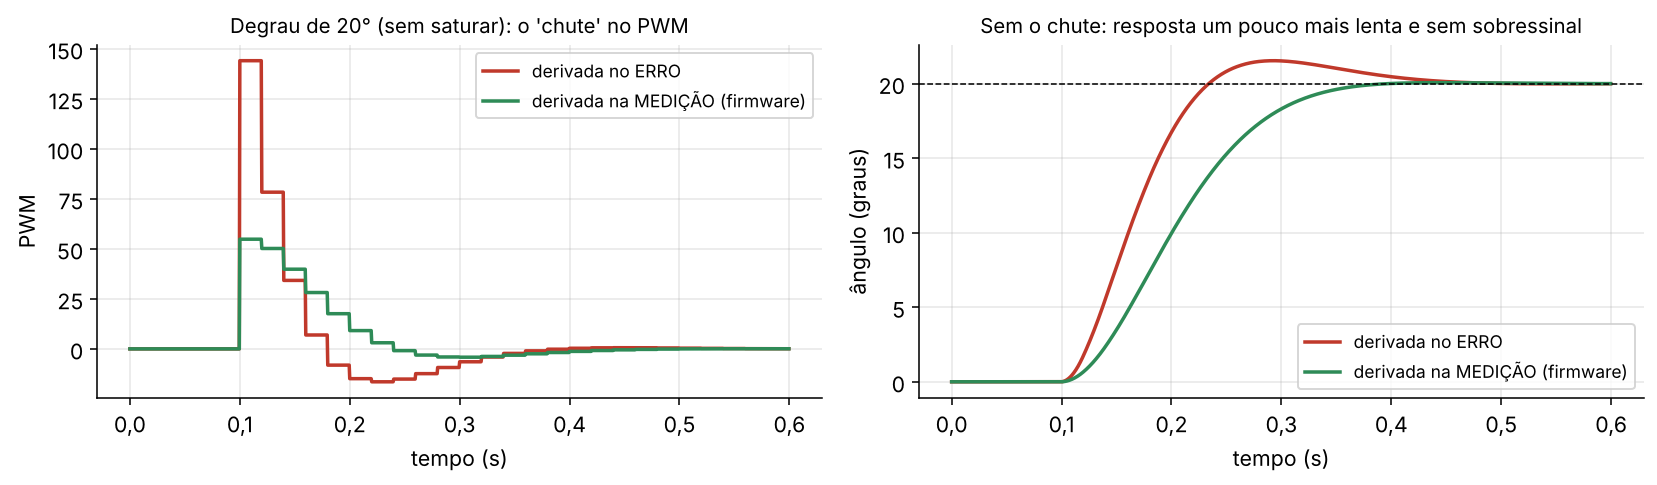 Degrau de 20° (sem saturar): o 'chute' no PWM
150
125
100
75
50
25
0
PWM
derivada no ERRO
derivada na MEDIÇÃO (firmware)
0,0
0,1
0,2
0,3
0,4
0,5
0,6
tempo (s)
Sem o chute: resposta um pouco mais lenta e sem sobressinal
20
15
10
5
0
ângulo (graus)
derivada no ERRO
derivada na MEDIÇÃO (firmware)
0,0
0,1
0,2
0,3
0,4
0,5
0,6
tempo (s)